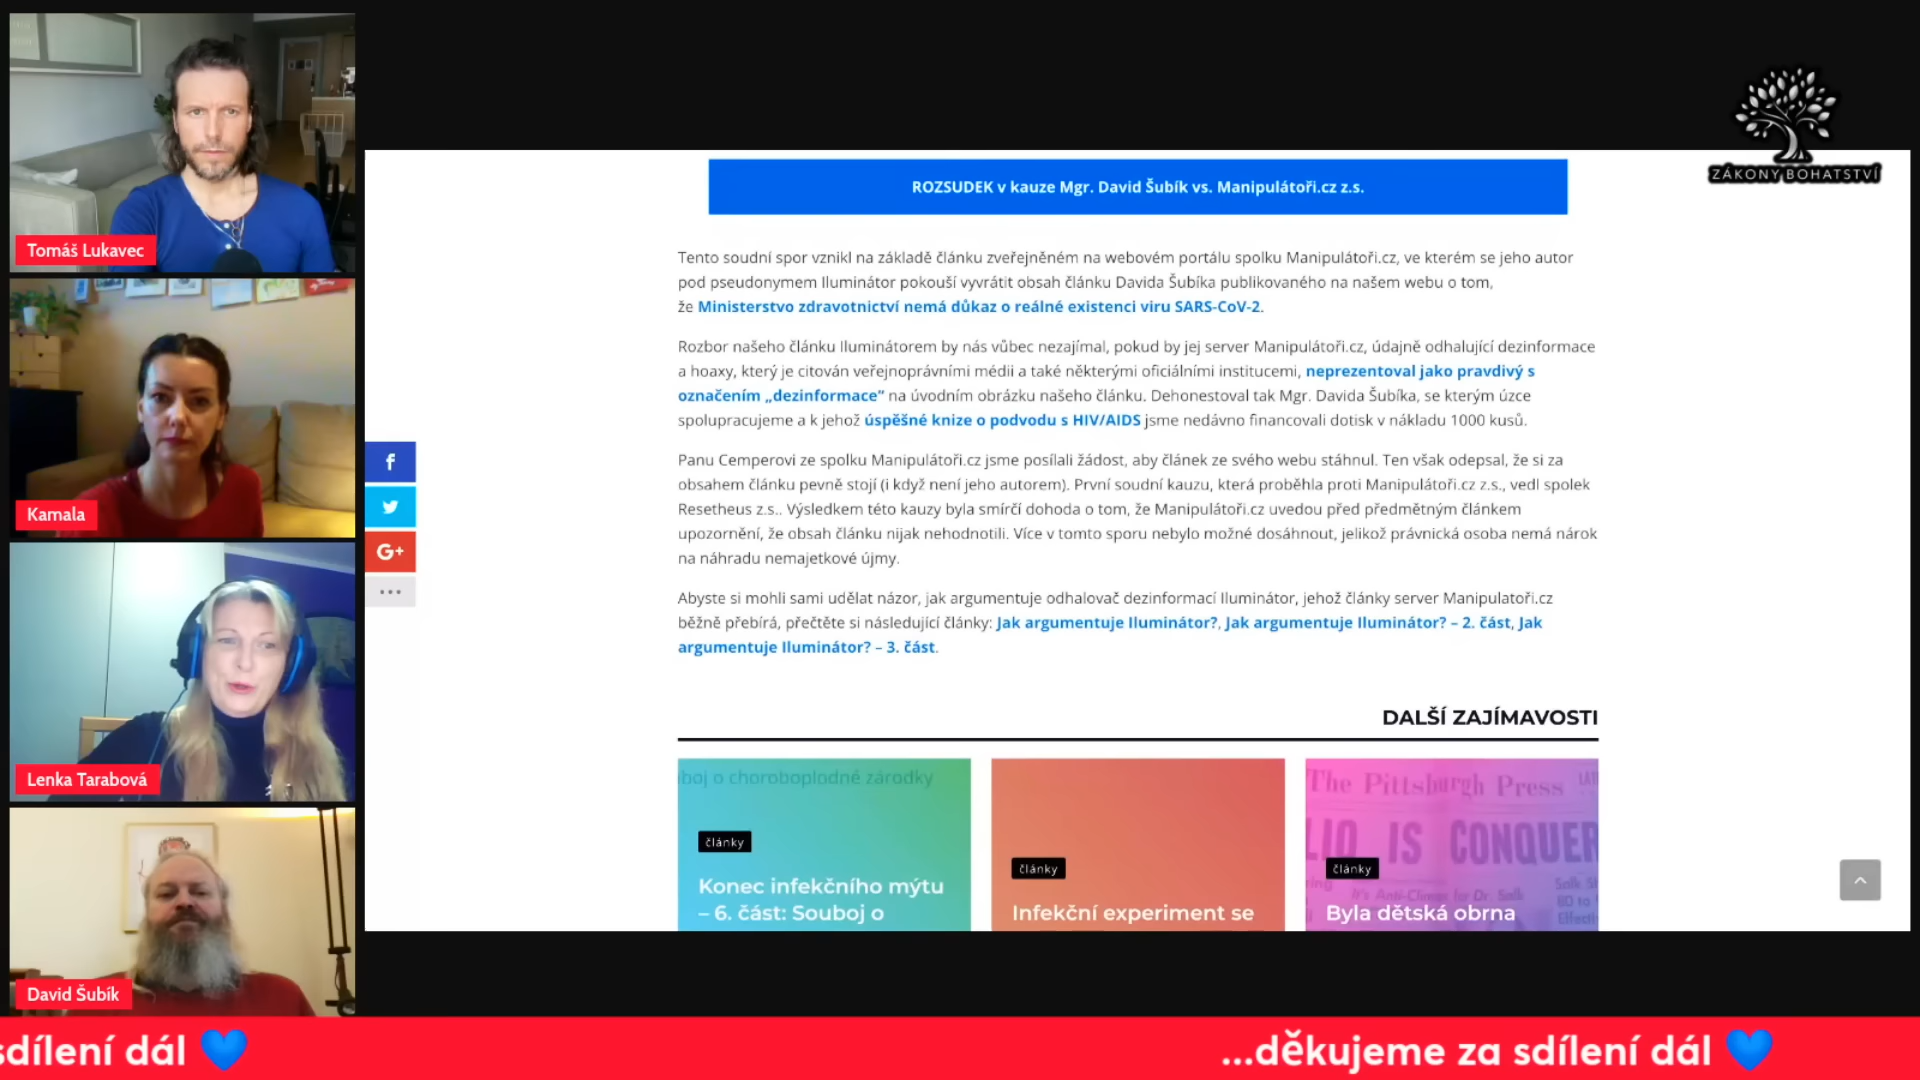 Tomáš Lukavec
Kamala
Lenka Tarabová
David Šubík
ZÁKONY BOHATSTVÍ
ROZSUDEK v kauze Mgr. David Šubík vs. Manipulátoři.cz z.s.
Tento soudní spor vznikl na základě článku zveřejněném na webovém portálu spolku Manipulátoři.cz, ve kterém se jeho autor
pod pseudonymem Iluminátor pokouší vyvrátit obsah článku Davida Šubíka publikovaného na našem webu o tom,
že Ministerstvo zdravotnictví nemá důkaz o reálné existenci viru SARS-CoV-2.
Rozbor našeho článku Iluminátorem by nás vůbec nezajímal, pokud by jej server Manipulátoři.cz, údajně odhalující dezinformace
a hoaxy, který je citován veřejnoprávními médii a také některými oficiálními institucemi, neprezentoval jako pravdivý s
označením „dezinformace" na úvodním obrázku našeho článku. Dehonestoval tak Mgr. Davida Šubíka, se kterým úzce
spolupracujeme a k jehož úspěšné knize o podvodu s HIV/AIDS jsme nedávno financovali dotisk v nákladu 1000 kusů.
Panu Cemperovi ze spolku Manipulátoři.cz jsme posílali žádost, aby článek ze svého webu stáhnul. Ten však odepsal, že si za
obsahem článku pevně stojí (i když není jeho autorem). První soudní kauzu, která proběhla proti Manipulátoři.cz z.s., vedl spolek
Resetheus z.s.. Výsledkem této kauzy byla smírčí dohoda o tom, že Manipulátoři.cz uvedou před předmětným článkem
upozornění, že obsah článku nijak nehodnotili. Více v tomto sporu nebylo možné dosáhnout, jelikož právnická osoba nemá nárok
na náhradu nemajetkové újmy.
Abyste si mohli sami udělat názor, jak argumentuje odhalovač dezinformací Iluminátor, jehož články server Manipulatoři.cz
běžně přebírá, přečtěte si následující články: Jak argumentuje Iluminátor?, Jak argumentuje Iluminátor? – 2. část, Jak
argumentuje Iluminátor? – 3. část.
DALŠÍ ZAJÍMAVOSTI
boj o choroboplodné zárodky
články
Konec infekčního mýtu
– 6. část: Souboj o
články
Infekční experiment se
The Pittsburgh Press
LIO IS CONQUER
články
It's Anti-Climax for Dr. Salk
Byla dětská obrna
f
G+
sdílení dál 💙
...děkujeme za sdílení dál 💙